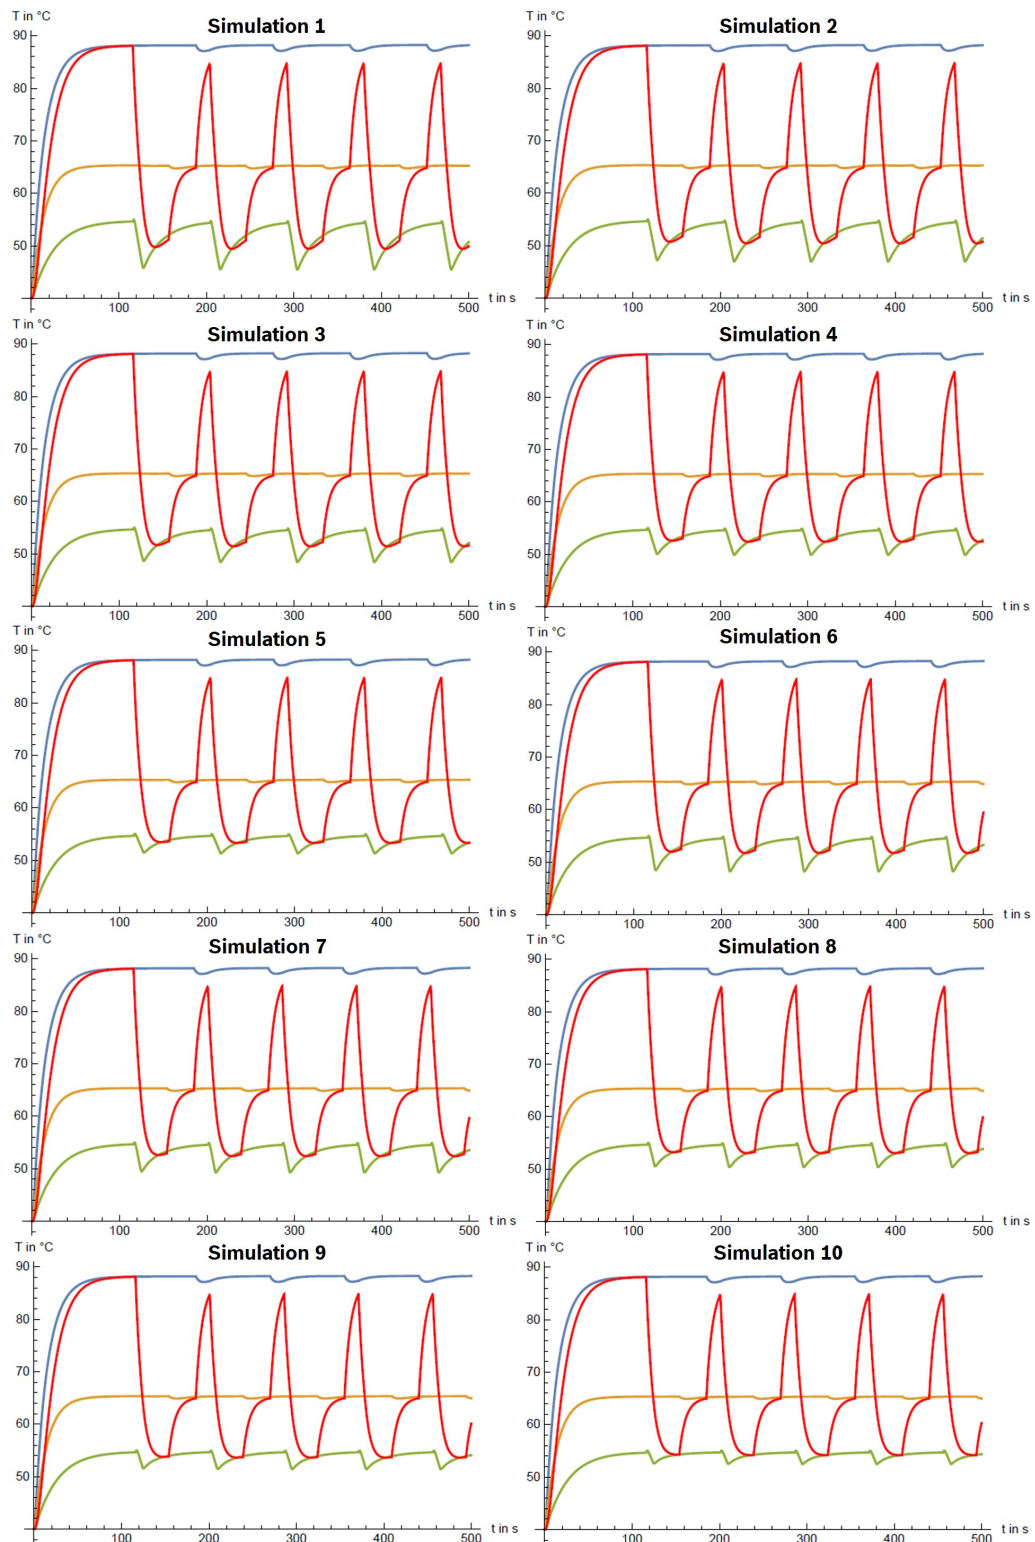 T in °C
Simulation 1
90
80
70
60
50
100 200 300 400 500 t in s
T in °C
Simulation 2
90
80
70
60
50
100 200 300 400 500 t in s
T in °C
Simulation 3
90
80
70
60
50
100 200 300 400 500 t in s
T in °C
Simulation 4
90
80
70
60
50
100 200 300 400 500 t in s
T in °C
Simulation 5
90
80
70
60
50
100 200 300 400 500 t in s
T in °C
Simulation 6
90
80
70
60
50
100 200 300 400 500 t in s
T in °C
Simulation 7
90
80
70
60
50
100 200 300 400 500 t in s
T in °C
Simulation 8
90
80
70
60
50
100 200 300 400 500 t in s
T in °C
Simulation 9
90
80
70
60
50
100 200 300 400 500 t in s
T in °C
Simulation 10
90
80
70
60
50
100 200 300 400 500 t in s